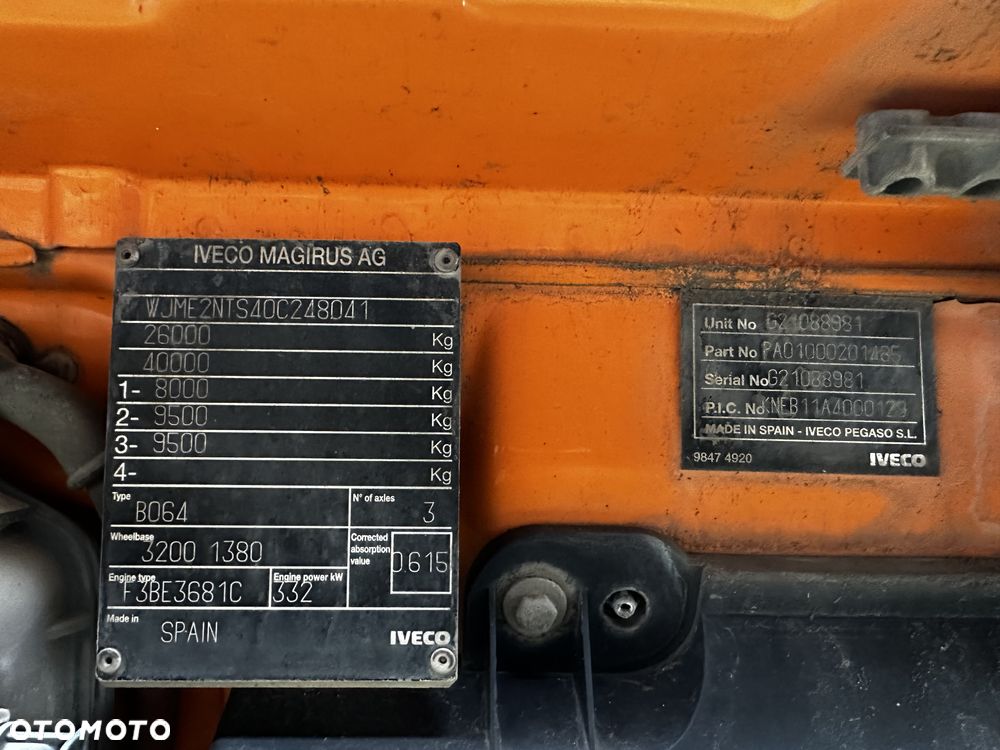 IVECO MAGIRUS AG
WJME2NTS40C248041
26000 Kg
40000 Kg
1- 8000 Kg
2- 9500 Kg
3- 9500 Kg
4- Kg
Type B064
N° of axles 3
Wheelbase 3200 1380
Corrected absorption value 0.615
Engine type F3BE3681C
Engine power kW 332
Made in SPAIN
IVECO
Unit No G21088981
Part No PA01000201485
Serial No G21088981
P.I.C. No KNEB11A4000129
MADE IN SPAIN - IVECO PEGASO S.L.
9847 4920 IVECO
OTOMOTO